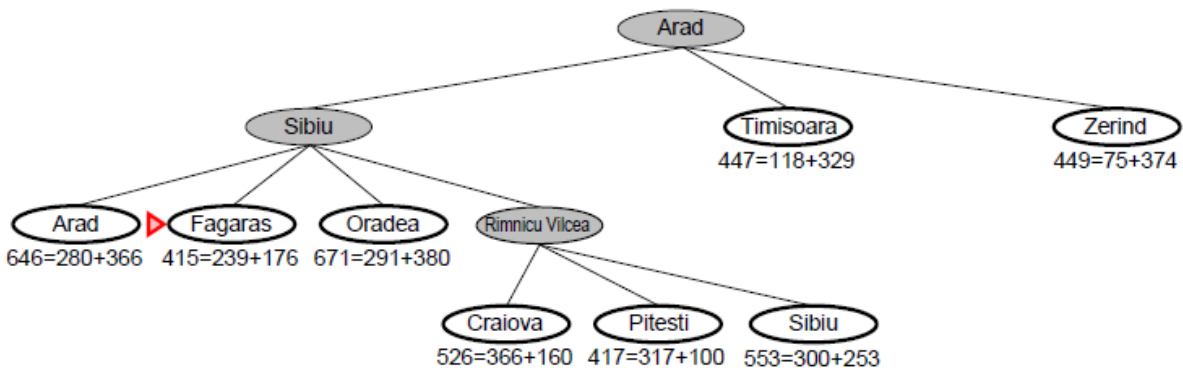 Arad
Sibiu
Timisoara
Zerind
447=118+329
449=75+374
Arad
Fagaras
Oradea
Rimnicu Vilcea
646=280+366
415=239+176
671=291+380
Craiova
Pitesti
Sibiu
526=366+160
417=317+100
553=300+253